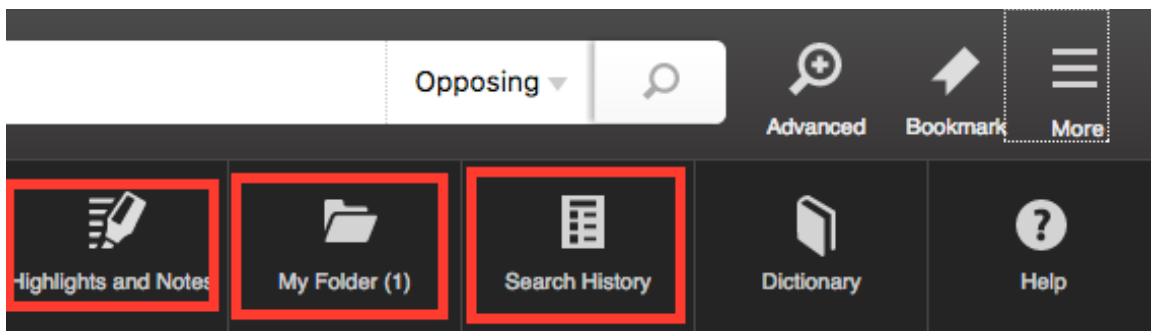 Opposing
Advanced Bookmark More
Highlights and Notes My Folder (1) Search History Dictionary Help